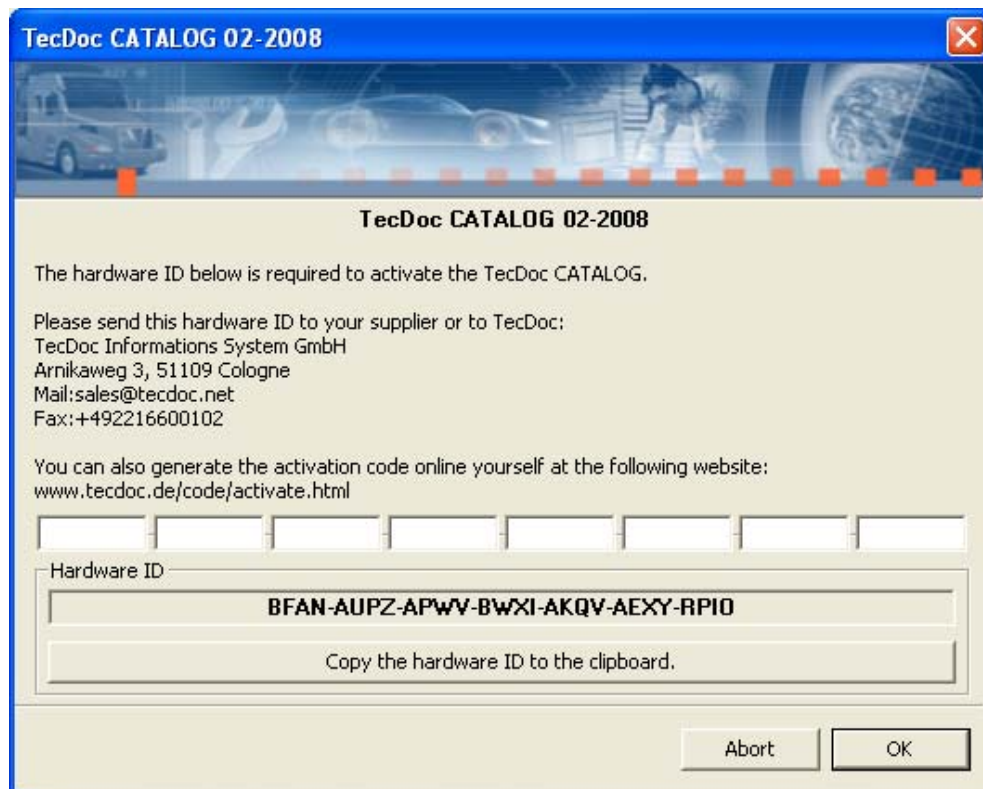 TecDoc CATALOG 02-2008
TecDoc CATALOG 02-2008
The hardware ID below is required to activate the TecDoc CATALOG.
Please send this hardware ID to your supplier or to TecDoc:
TecDoc Informations System GmbH
Arnikaweg 3, 51109 Cologne
Mail:sales@tecdoc.net
Fax:+492216600102
You can also generate the activation code online yourself at the following website:
www.tecdoc.de/code/activate.html
- - - - - - -
Hardware ID
BFAN-AUPZ-APWV-BWXI-AKQV-AEXY-RPIO
Copy the hardware ID to the clipboard.
Abort OK